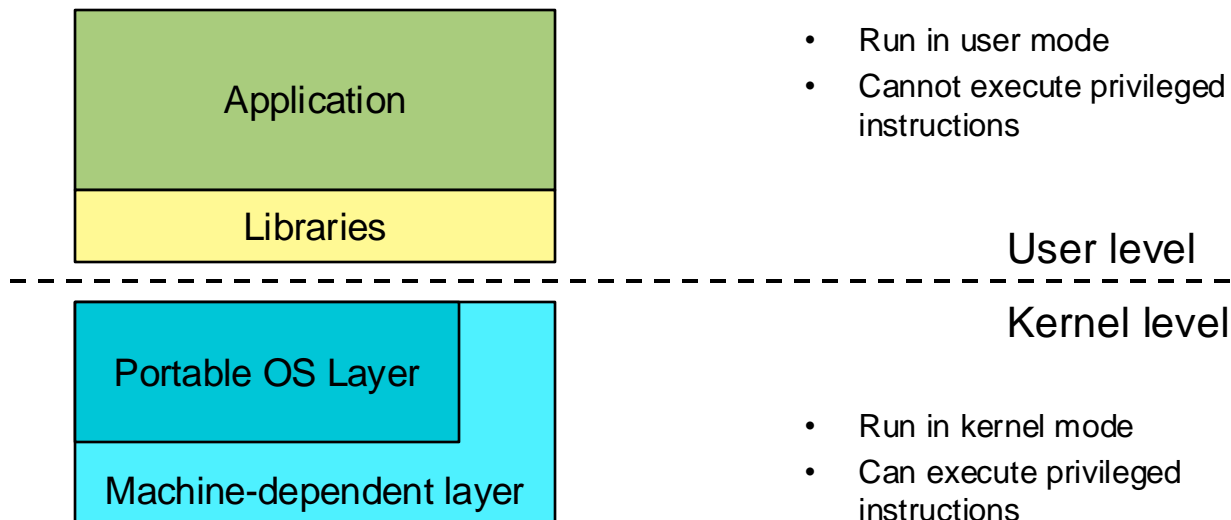 Application
Libraries
• Run in user mode
• Cannot execute privileged
instructions
User level
Kernel level
Portable OS Layer
Machine-dependent layer
• Run in kernel mode
• Can execute privileged
instructions